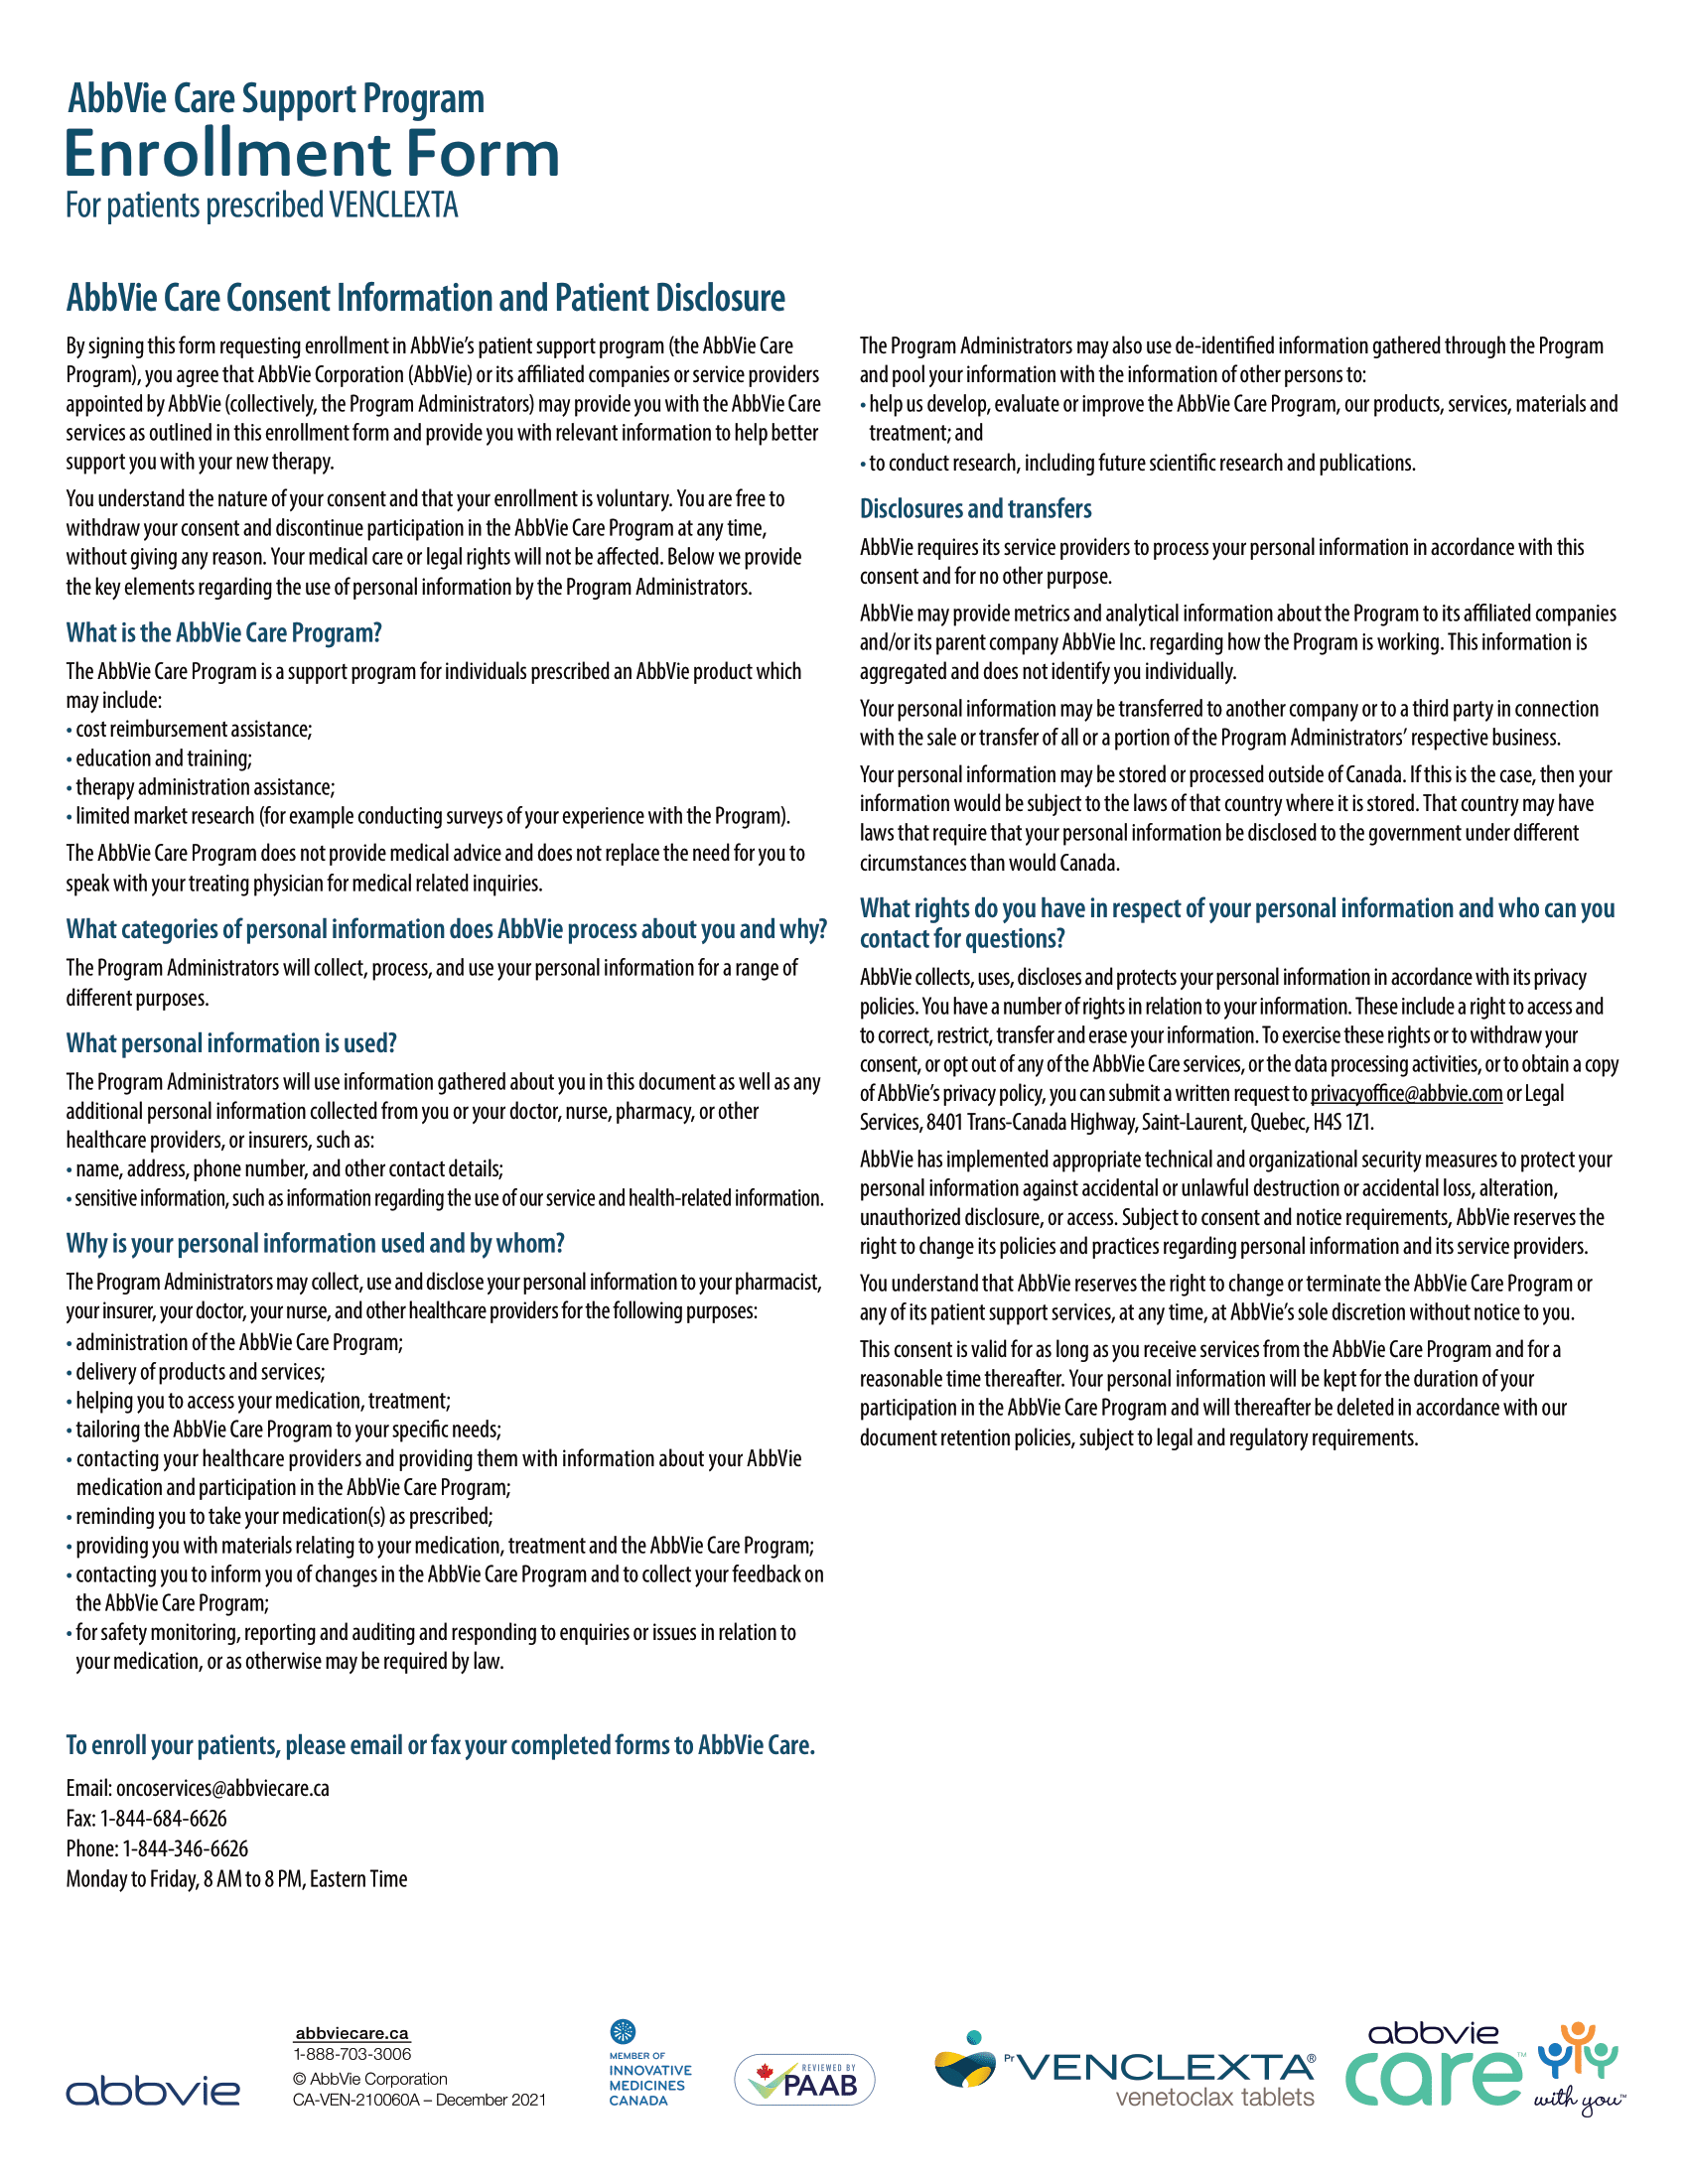 AbbVie Care Support Program
Enrollment Form
For patients prescribed VENCLEXTA
AbbVie Care Consent Information and Patient Disclosure
By signing this form requesting enrollment in AbbVie’s patient support program (the AbbVie Care
Program), you agree that AbbVie Corporation (AbbVie) or its affiliated companies or service providers
appointed by AbbVie (collectively, the Program Administrators) may provide you with the AbbVie Care
services as outlined in this enrollment form and provide you with relevant information to help better
support you with your new therapy.
You understand the nature of your consent and that your enrollment is voluntary. You are free to
withdraw your consent and discontinue participation in the AbbVie Care Program at any time,
without giving any reason. Your medical care or legal rights will not be affected. Below we provide
the key elements regarding the use of personal information by the Program Administrators.
What is the AbbVie Care Program?
The AbbVie Care Program is a support program for individuals prescribed an AbbVie product which
may include:
• cost reimbursement assistance;
• education and training;
• therapy administration assistance;
• limited market research (for example conducting surveys of your experience with the Program).
The AbbVie Care Program does not provide medical advice and does not replace the need for you to
speak with your treating physician for medical related inquiries.
What categories of personal information does AbbVie process about you and why?
The Program Administrators will collect, process, and use your personal information for a range of
different purposes.
What personal information is used?
The Program Administrators will use information gathered about you in this document as well as any
additional personal information collected from you or your doctor, nurse, pharmacy, or other
healthcare providers, or insurers, such as:
• name, address, phone number, and other contact details;
• sensitive information, such as information regarding the use of our service and health-related information.
Why is your personal information used and by whom?
The Program Administrators may collect, use and disclose your personal information to your pharmacist,
your insurer, your doctor, your nurse, and other healthcare providers for the following purposes:
• administration of the AbbVie Care Program;
• delivery of products and services;
• helping you to access your medication, treatment;
• tailoring the AbbVie Care Program to your specific needs;
• contacting your healthcare providers and providing them with information about your AbbVie
medication and participation in the AbbVie Care Program;
• reminding you to take your medication(s) as prescribed;
• providing you with materials relating to your medication, treatment and the AbbVie Care Program;
• contacting you to inform you of changes in the AbbVie Care Program and to collect your feedback on
the AbbVie Care Program;
• for safety monitoring, reporting and auditing and responding to enquiries or issues in relation to
your medication, or as otherwise may be required by law.
The Program Administrators may also use de-identified information gathered through the Program
and pool your information with the information of other persons to:
• help us develop, evaluate or improve the AbbVie Care Program, our products, services, materials and
treatment; and
• to conduct research, including future scientific research and publications.
Disclosures and transfers
AbbVie requires its service providers to process your personal information in accordance with this
consent and for no other purpose.
AbbVie may provide metrics and analytical information about the Program to its affiliated companies
and/or its parent company AbbVie Inc. regarding how the Program is working. This information is
aggregated and does not identify you individually.
Your personal information may be transferred to another company or to a third party in connection
with the sale or transfer of all or a portion of the Program Administrators’ respective business.
Your personal information may be stored or processed outside of Canada. If this is the case, then your
information would be subject to the laws of that country where it is stored. That country may have
laws that require that your personal information be disclosed to the government under different
circumstances than would Canada.
What rights do you have in respect of your personal information and who can you
contact for questions?
AbbVie collects, uses, discloses and protects your personal information in accordance with its privacy
policies. You have a number of rights in relation to your information. These include a right to access and
to correct, restrict, transfer and erase your information. To exercise these rights or to withdraw your
consent, or opt out of any of the AbbVie Care services, or the data processing activities, or to obtain a copy
of AbbVie’s privacy policy, you can submit a written request to privacyoffice@abbvie.com or Legal
Services, 8401 Trans-Canada Highway, Saint-Laurent, Quebec, H4S 1Z1.
AbbVie has implemented appropriate technical and organizational security measures to protect your
personal information against accidental or unlawful destruction or accidental loss, alteration,
unauthorized disclosure, or access. Subject to consent and notice requirements, AbbVie reserves the
right to change its policies and practices regarding personal information and its service providers.
You understand that AbbVie reserves the right to change or terminate the AbbVie Care Program or
any of its patient support services, at any time, at AbbVie’s sole discretion without notice to you.
This consent is valid for as long as you receive services from the AbbVie Care Program and for a
reasonable time thereafter. Your personal information will be kept for the duration of your
participation in the AbbVie Care Program and will thereafter be deleted in accordance with our
document retention policies, subject to legal and regulatory requirements.
To enroll your patients, please email or fax your completed forms to AbbVie Care.
Email: oncoservices@abbviecare.ca
Fax: 1-844-684-6626
Phone: 1-844-346-6626
Monday to Friday, 8 AM to 8 PM, Eastern Time
abbvie
abbviecare.ca
1-888-703-3006
© AbbVie Corporation
CA-VEN-210060A – December 2021
MEMBER OF
INNOVATIVE
MEDICINES
CANADA
REVIEWED BY
PAAB
Pr VENCLEXTA®
venetoclax tablets
abbvie
care™
with you™